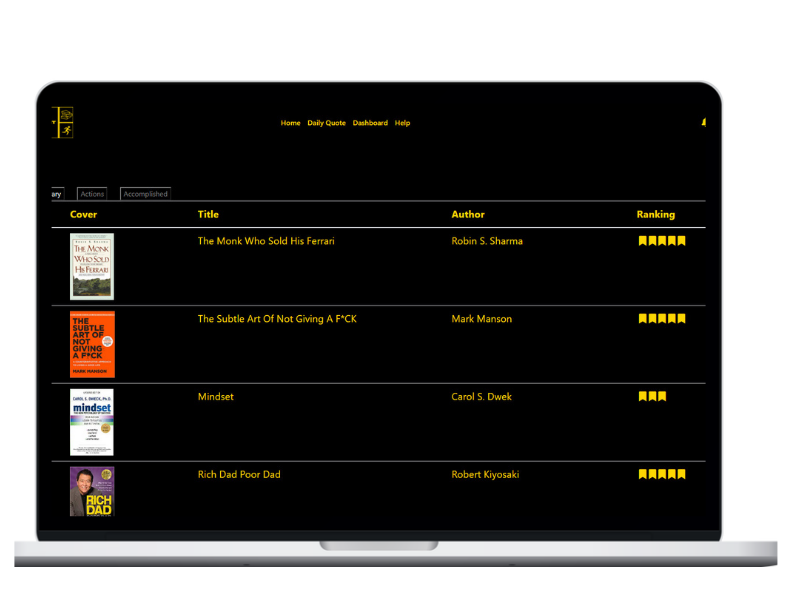 Home Daily Quote Dashboard Help
ary Actions Accomplished
Cover Title Author Ranking
THE MONK
WHO SOLD
HIS FERRARI
The Monk Who Sold His Ferrari Robin S. Sharma
THE
SUBTLE
ART OF
NOT
GIVING
A F*CK
MARK MANSON
The Subtle Art Of Not Giving A F*CK Mark Manson
CAROL S. DWECK, Ph.D.
mindset
Mindset Carol S. Dwek
RICH
DAD
Rich Dad Poor Dad Robert Kiyosaki